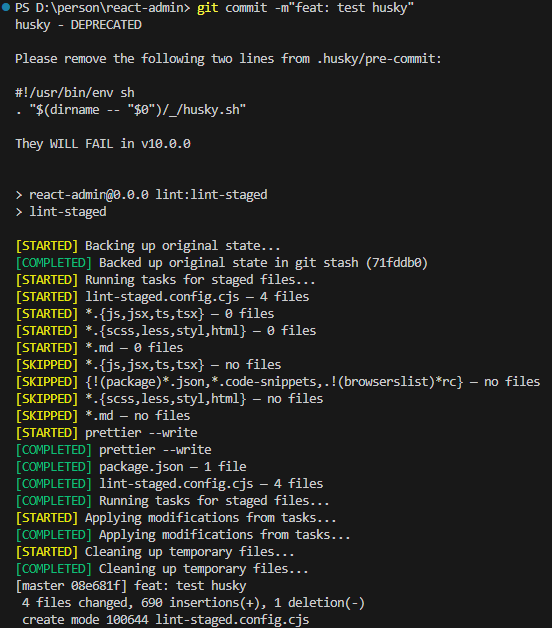 PS D:\person\react-admin> git commit -m"feat: test husky"
husky - DEPRECATED
Please remove the following two lines from .husky/pre-commit:
#!/usr/bin/env sh
. "$(dirname -- "$0")/_/husky.sh"
They WILL FAIL in v10.0.0
> react-admin@0.0.0 lint:lint-staged
> lint-staged
[STARTED] Backing up original state...
[COMPLETED] Backed up original state in git stash (71fddb0)
[STARTED] Running tasks for staged files...
[STARTED] lint-staged.config.cjs — 4 files
[STARTED] *.{js,jsx,ts,tsx} — 0 files
[STARTED] *.{scss,less,styl,html} — 0 files
[STARTED] *.md — 0 files
[SKIPPED] *.{js,jsx,ts,tsx} — no files
[SKIPPED] {!(package)*.json,*.code-snippets,.!(browserslist)*rc} — no files
[SKIPPED] *.{scss,less,styl,html} — no files
[SKIPPED] *.md — no files
[STARTED] prettier --write
[COMPLETED] prettier --write
[COMPLETED] package.json — 1 file
[COMPLETED] lint-staged.config.cjs — 4 files
[COMPLETED] Running tasks for staged files...
[STARTED] Applying modifications from tasks...
[COMPLETED] Applying modifications from tasks...
[STARTED] Cleaning up temporary files...
[COMPLETED] Cleaning up temporary files...
[master 08e681f] feat: test husky
4 files changed, 690 insertions(+), 1 deletion(-)
create mode 100644 lint-staged.config.cjs